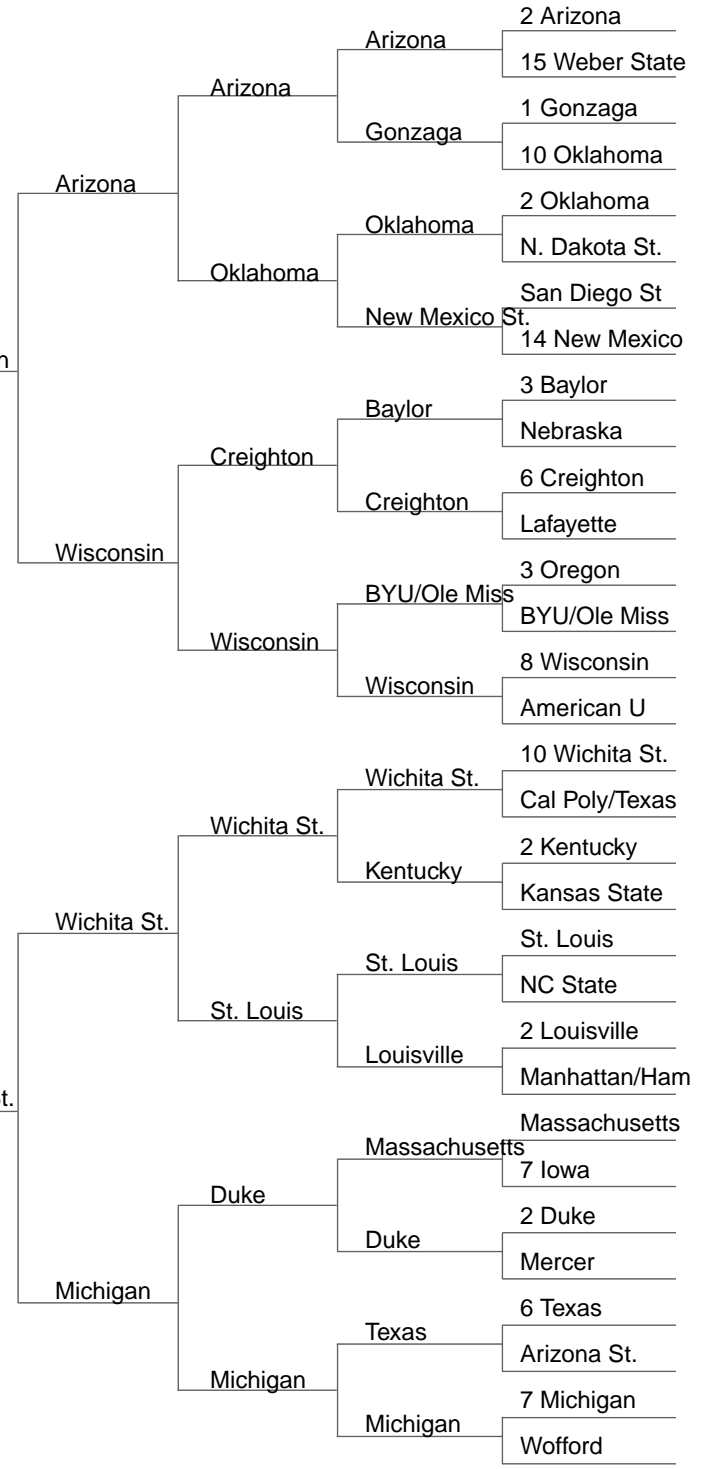 2 Arizona
Arizona
15 Weber State
Arizona
1 Gonzaga
Gonzaga
10 Oklahoma
Arizona
2 Oklahoma
Oklahoma
N. Dakota St.
Oklahoma
San Diego St
New Mexico St.
14 New Mexico
n
3 Baylor
Baylor
Nebraska
Creighton
6 Creighton
Creighton
Lafayette
Wisconsin
3 Oregon
BYU/Ole Miss
BYU/Ole Miss
Wisconsin
8 Wisconsin
Wisconsin
American U
10 Wichita St.
Wichita St.
Cal Poly/Texas
Wichita St.
2 Kentucky
Kentucky
Kansas State
Wichita St.
St. Louis
St. Louis
NC State
St. Louis
2 Louisville
Louisville
Manhattan/Ham
t.
Massachusetts
Massachusetts
7 Iowa
Duke
2 Duke
Duke
Mercer
Michigan
6 Texas
Texas
Arizona St.
Michigan
7 Michigan
Michigan
Wofford